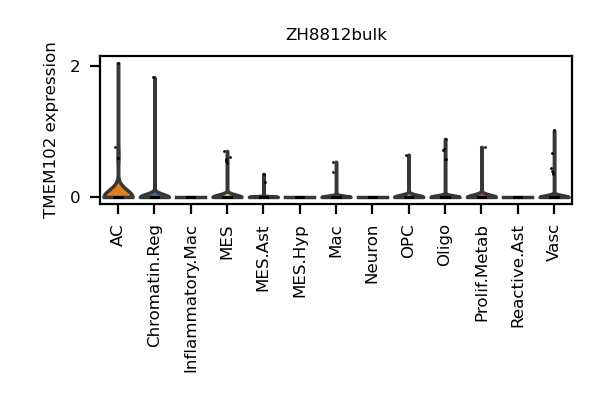 ZH8812bulk
TMEM102 expression
2
0
AC
Chromatin.Reg
Inflammatory.Mac
MES
MES.Ast
MES.Hyp
Mac
Neuron
OPC
Oligo
Prolif.Metab
Reactive.Ast
Vasc